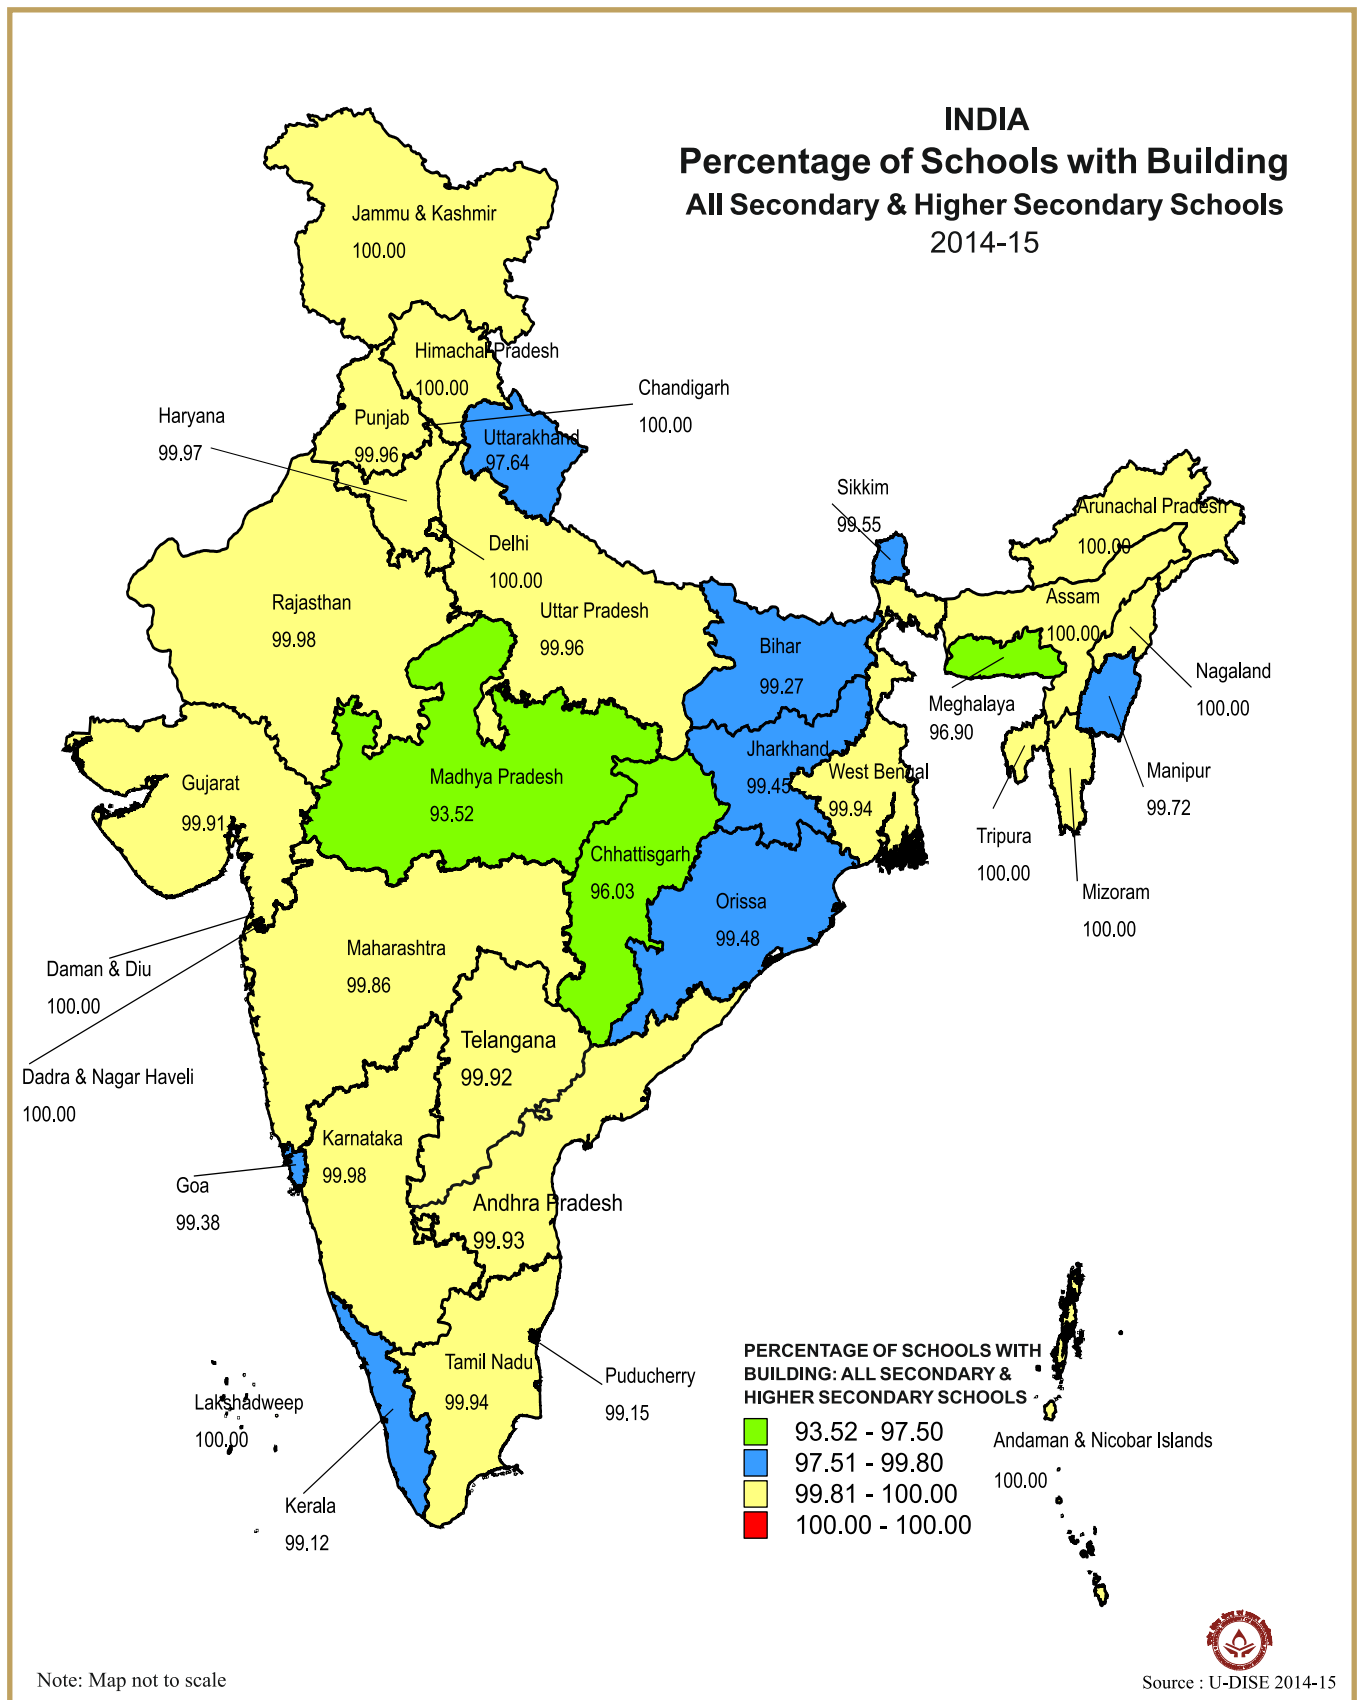 INDIA
Percentage of Schools with Building
All Secondary & Higher Secondary Schools
2014-15
Jammu & Kashmir
100.00
Himachal Pradesh
100.00
Chandigarh
100.00
Haryana
99.97
Punjab
99.96
Uttarakhand
97.64
Sikkim
99.55
Arunachal Pradesh
100.00
Delhi
100.00
Rajasthan
99.98
Uttar Pradesh
99.96
Assam
100.00
Bihar
99.27
Nagaland
100.00
Meghalaya
96.90
Jharkhand
99.45
West Bengal
99.94
Manipur
99.72
Gujarat
99.91
Madhya Pradesh
93.52
Tripura
100.00
Chhattisgarh
96.03
Mizoram
100.00
Orissa
99.48
Maharashtra
99.86
Daman & Diu
100.00
Telangana
99.92
Dadra & Nagar Haveli
100.00
Karnataka
99.98
Goa
99.38
Andhra Pradesh
99.93
Tamil Nadu
99.94
Puducherry
99.15
Lakshadweep
100.00
Kerala
99.12
PERCENTAGE OF SCHOOLS WITH
BUILDING: ALL SECONDARY &
HIGHER SECONDARY SCHOOLS
93.52 - 97.50
97.51 - 99.80
99.81 - 100.00
100.00 - 100.00
Andaman & Nicobar Islands
100.00
Note: Map not to scale
Source : U-DISE 2014-15